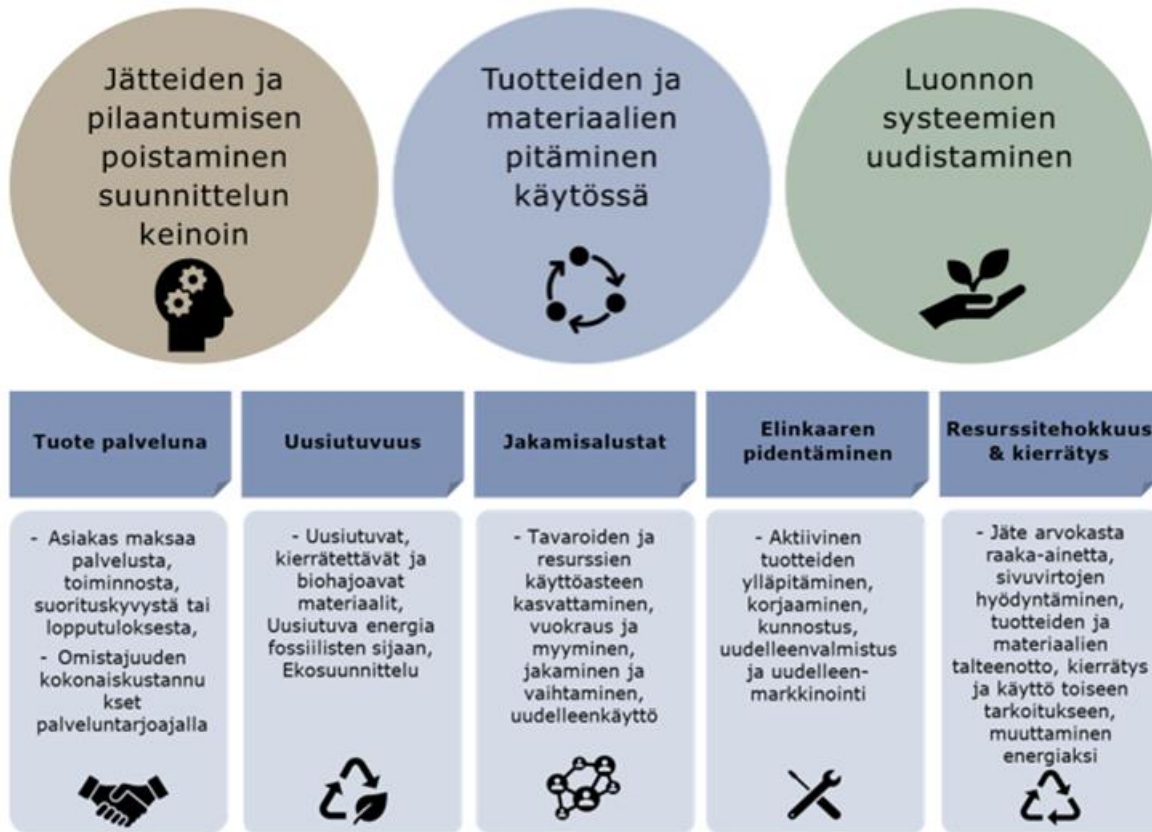 Jätteiden ja
pilaantumisen
poistaminen
suunnittelun
keinoin
Tuotteiden ja
materiaalien
pitäminen
käytössä
Luonnon
systeemien
uudistaminen
Tuote palveluna
- Asiakas maksaa
palvelusta,
toiminnosta,
suorituskyvystä tai
lopputuloksesta,
- Omistajuuden
kokonaiskustannu
kset
palveluntarjoajalla
Uusiutuvuus
- Uusiutuvat,
kierrätettävät ja
biohajoavat
materiaalit,
Uusiutuva energia
fossiilisten sijaan,
Ekosuunnittelu
Jakamisalustat
- Tavaroiden ja
resurssien
käyttöasteen
kasvattaminen,
vuokraus ja
myyminen,
jakaminen ja
vaihtaminen,
uudelleenkäyttö
Elinkaaren
pidentäminen
- Aktiivinen
tuotteiden
ylläpitäminen,
korjaaminen,
kunnostus,
uudelleenvalmistus
ja uudelleen-
markkinointi
Resurssitehokkuus
& kierrätys
- Jäte arvokasta
raaka-ainetta,
sivuvirtojen
hyödyntäminen,
tuotteiden ja
materiaalien
talteenotto, kierrätys
ja käyttö toiseen
tarkoitukseen,
muuttaminen
energiaksi